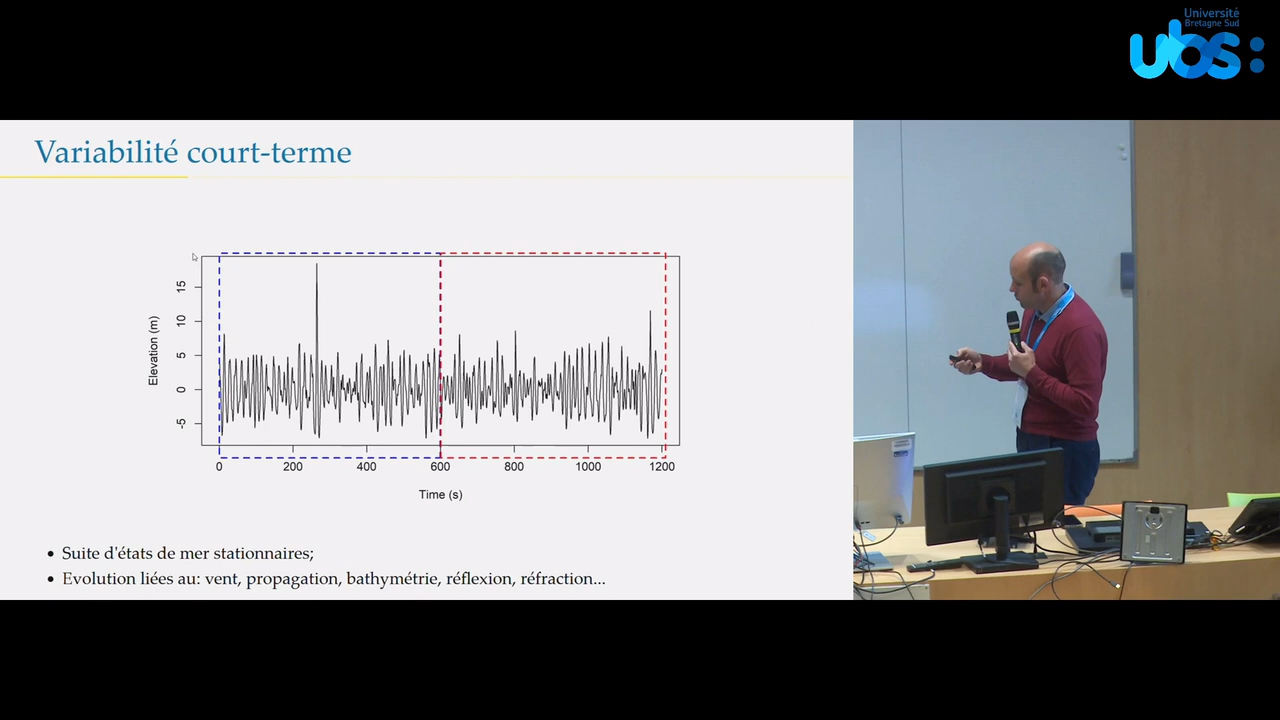 Université
Bretagne Sud
ubs:
Variabilité court-terme
Elevation (m)
15
10
5
0
-5
0 200 400 600 800 1000 1200
Time (s)
• Suite d'états de mer stationnaires;
• Evolution liées au: vent, propagation, bathymétrie, réflexion, réfraction...